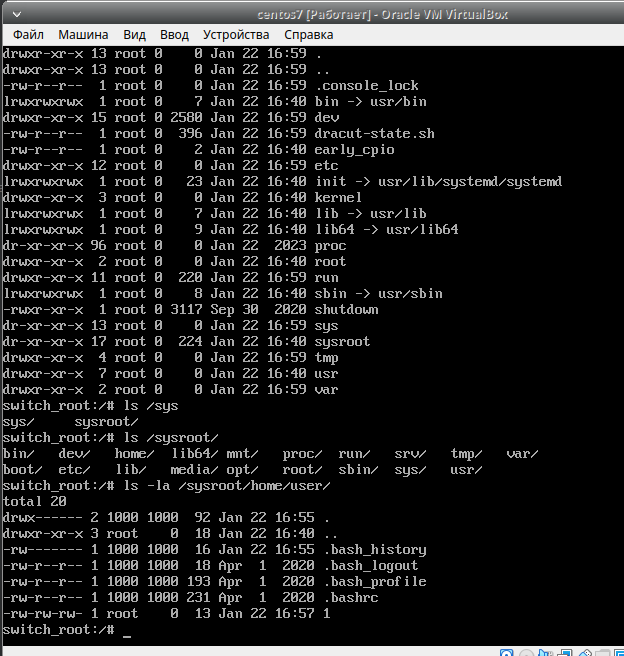 centos7 [Работает] - Oracle VM VirtualBox
Файл Машина Вид Ввод Устройства Справка
drwxr-xr-x 13 root 0    0 Jan 22 16:59 .
drwxr-xr-x 13 root 0    0 Jan 22 16:59 ..
-rw-r--r--  1 root 0    0 Jan 22 16:59 .console_lock
lrwxrwxrwx  1 root 0    7 Jan 22 16:40 bin -> usr/bin
drwxr-xr-x 15 root 0 2580 Jan 22 16:59 dev
-rw-r--r--  1 root 0  396 Jan 22 16:59 dracut-state.sh
-rw-r--r--  1 root 0    2 Jan 22 16:40 early_cpio
drwxr-xr-x 12 root 0    0 Jan 22 16:59 etc
lrwxrwxrwx  1 root 0   23 Jan 22 16:40 init -> usr/lib/systemd/systemd
drwxr-xr-x  3 root 0    0 Jan 22 16:40 kernel
lrwxrwxrwx  1 root 0    7 Jan 22 16:40 lib -> usr/lib
lrwxrwxrwx  1 root 0    9 Jan 22 16:40 lib64 -> usr/lib64
dr-xr-xr-x 96 root 0    0 Jan 22  2023 proc
drwxr-xr-x  2 root 0    0 Jan 22 16:40 root
drwxr-xr-x 11 root 0  220 Jan 22 16:59 run
lrwxrwxrwx  1 root 0    8 Jan 22 16:40 sbin -> usr/sbin
-rwxr-xr-x  1 root 0 3117 Sep 30  2020 shutdown
dr-xr-xr-x 13 root 0    0 Jan 22 16:59 sys
dr-xr-xr-x 17 root 0  224 Jan 22 16:40 sysroot
drwxr-xr-x  4 root 0    0 Jan 22 16:59 tmp
drwxr-xr-x  7 root 0    0 Jan 22 16:40 usr
drwxr-xr-x  2 root 0    0 Jan 22 16:59 var
switch_root:/# ls /sys
sys/     sysroot/
switch_root:/# ls /sysroot/
bin/   dev/   home/  lib64/ mnt/   proc/  run/   srv/   tmp/   var/
boot/  etc/   lib/   media/ opt/   root/  sbin/  sys/   usr/
switch_root:/# ls -la /sysroot/home/user/
total 20
drwx------ 2 1000 1000  92 Jan 22 16:55 .
drwxr-xr-x 3 root    0  18 Jan 22 16:40 ..
-rw------- 1 1000 1000  16 Jan 22 16:55 .bash_history
-rw-r--r-- 1 1000 1000  18 Apr  1  2020 .bash_logout
-rw-r--r-- 1 1000 1000 193 Apr  1  2020 .bash_profile
-rw-r--r-- 1 1000 1000 231 Apr  1  2020 .bashrc
-rw-rw-rw- 1 root    0  13 Jan 22 16:57 1
switch_root:/# _